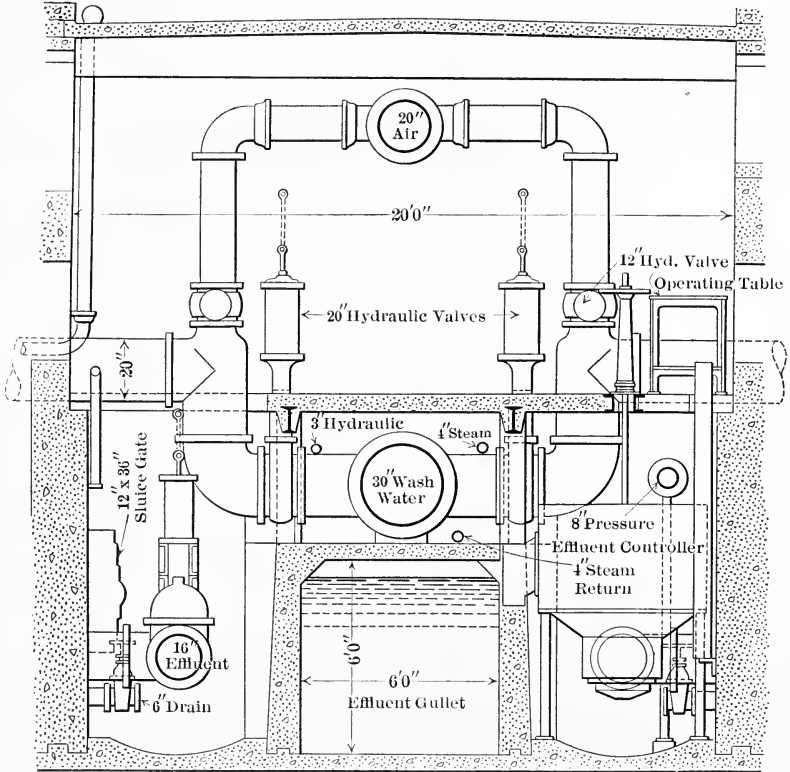 20"
Air
20'0"
12" Hyd. Valve
Operating Table
20" Hydraulic Valves
20"
3" Hydraulic
4" Steam
12" x 36"
Sluice Gate
30" Wash
Water
8" Pressure
Effluent Controller
4" Steam
Return
16"
Effluent
6" Drain
6'0"
6'0"
Effluent Gullet